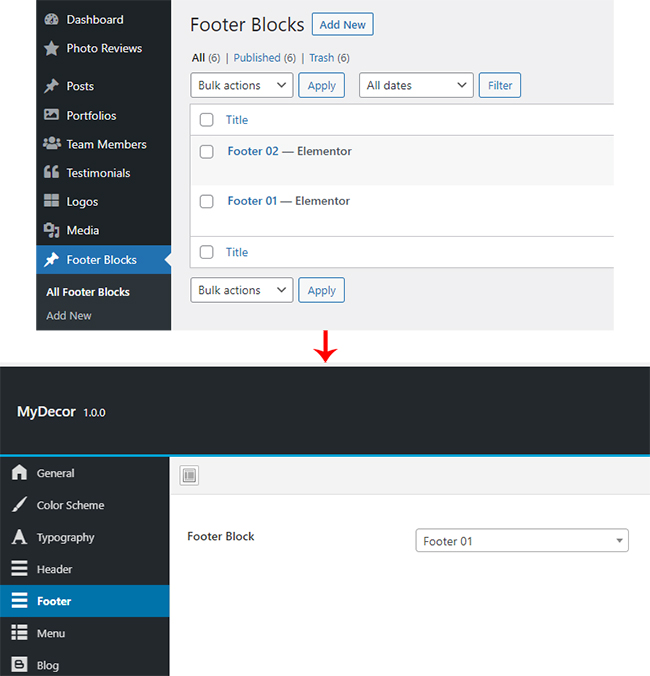 Dashboard
Photo Reviews
Posts
Portfolios
Team Members
Testimonials
Logos
Media
Footer Blocks
All Footer Blocks
Add New
Footer Blocks Add New
All (6) | Published (6) | Trash (6)
Bulk actions Apply All dates Filter
Title
Footer 02 — Elementor
Footer 01 — Elementor
Title
Bulk actions Apply
MyDecor 1.0.0
General
Color Scheme
Typography
Header
Footer
Menu
Blog
Footer Block Footer 01